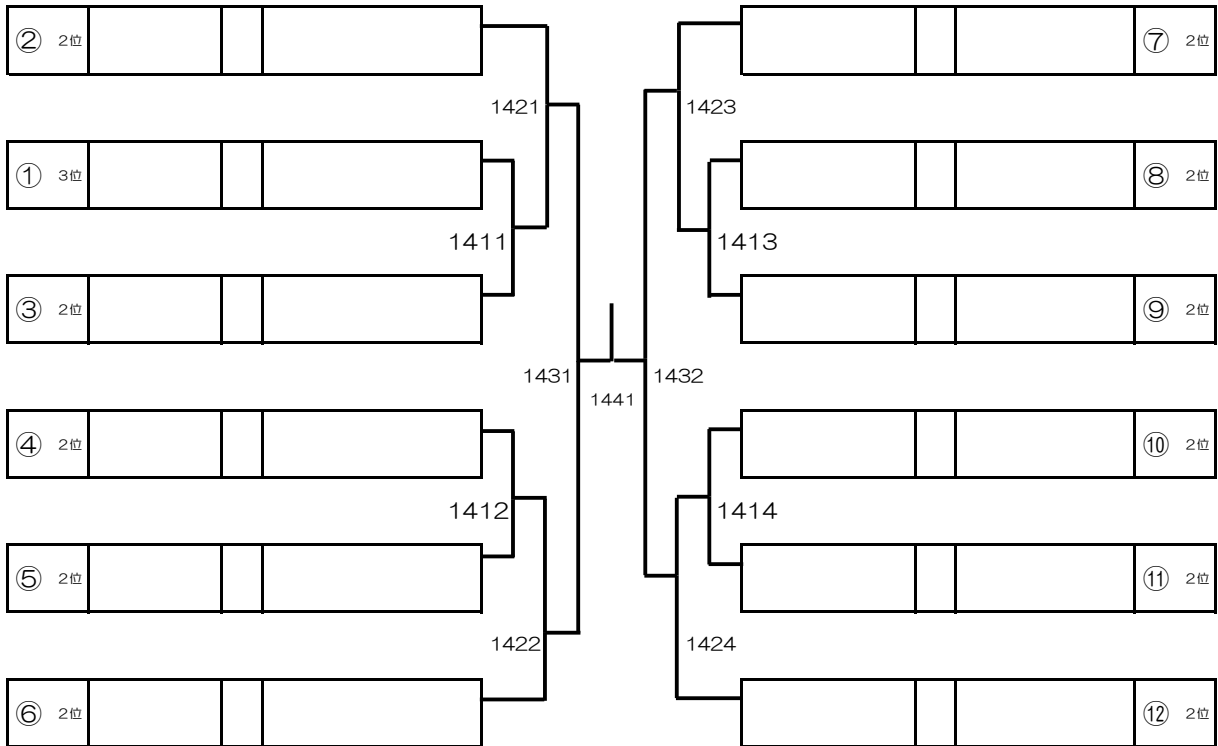 ② 2位
⑦ 2位
1421
1423
① 3位
⑧ 2位
1411
1413
③ 2位
⑨ 2位
1431
1432
1441
④ 2位
⑩ 2位
1412
1414
⑤ 2位
⑪ 2位
1422
1424
⑥ 2位
⑫ 2位